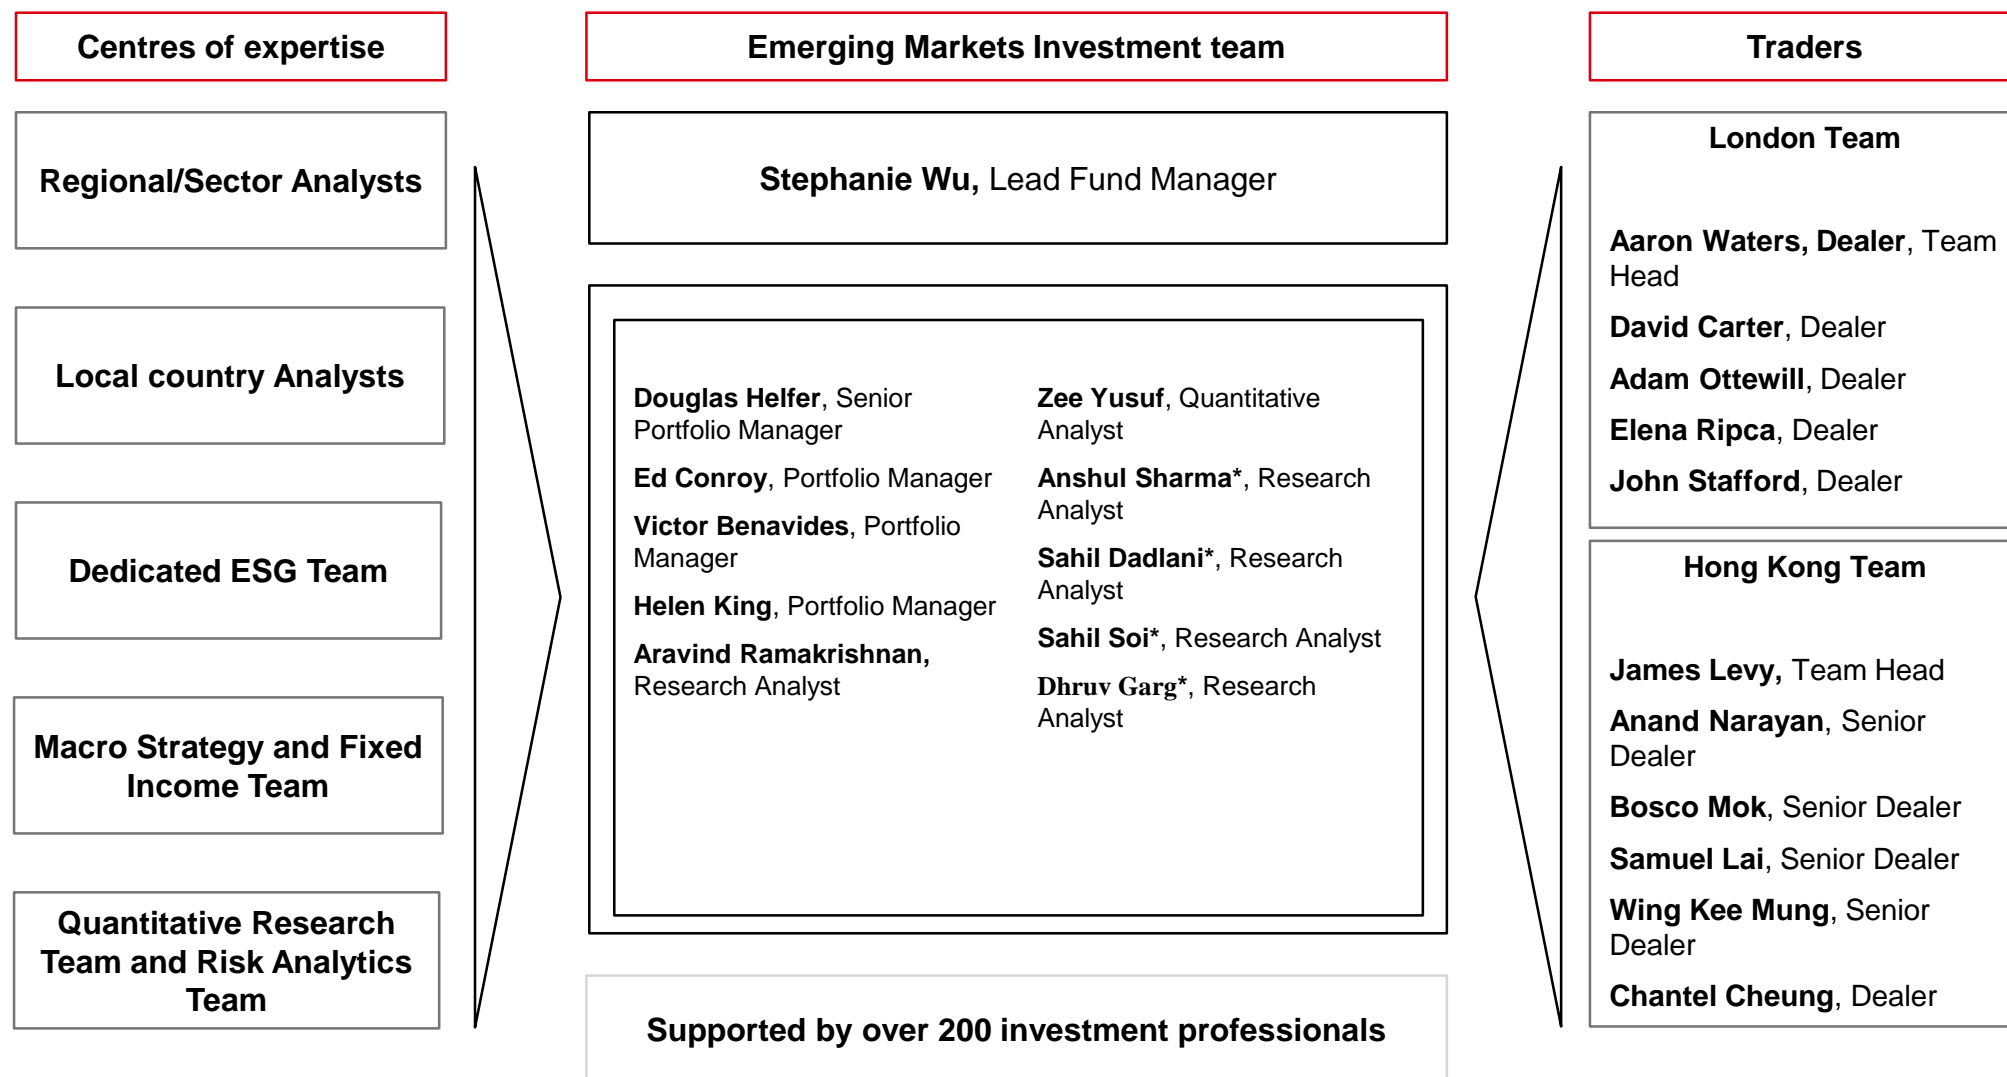 Centres of expertise
Regional/Sector Analysts
Local country Analysts
Dedicated ESG Team
Macro Strategy and Fixed
Income Team
Quantitative Research
Team and Risk Analytics
Team
Emerging Markets Investment team
Stephanie Wu, Lead Fund Manager
Douglas Helfer, Senior
Portfolio Manager
Ed Conroy, Portfolio Manager
Victor Benavides, Portfolio
Manager
Helen King, Portfolio Manager
Aravind Ramakrishnan,
Research Analyst
Zee Yusuf, Quantitative
Analyst
Anshul Sharma*, Research
Analyst
Sahil Dadlani*, Research
Analyst
Sahil Soi*, Research Analyst
Dhruv Garg*, Research
Analyst
Supported by over 200 investment professionals
Traders
London Team
Aaron Waters, Dealer, Team
Head
David Carter, Dealer
Adam Ottewill, Dealer
Elena Ripca, Dealer
John Stafford, Dealer
Hong Kong Team
James Levy, Team Head
Anand Narayan, Senior
Dealer
Bosco Mok, Senior Dealer
Samuel Lai, Senior Dealer
Wing Kee Mung, Senior
Dealer
Chantel Cheung, Dealer